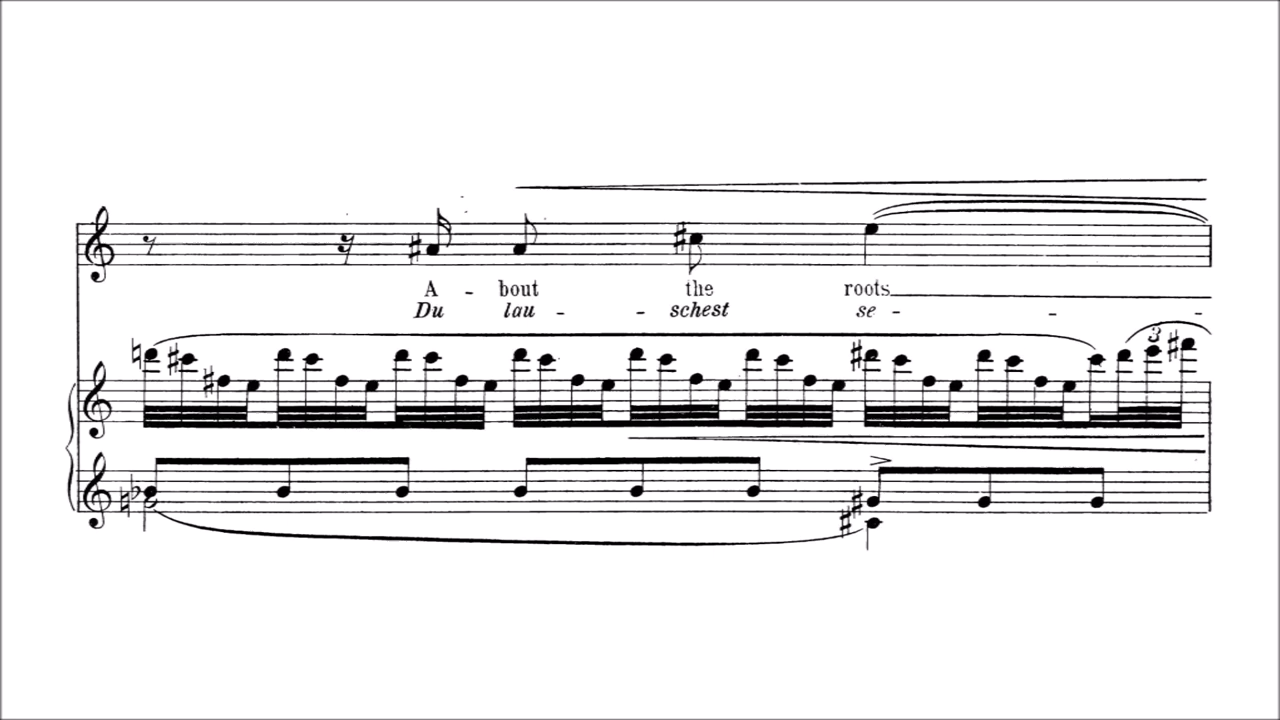 A - bout the roots
Du lau - - schest se - - -
3